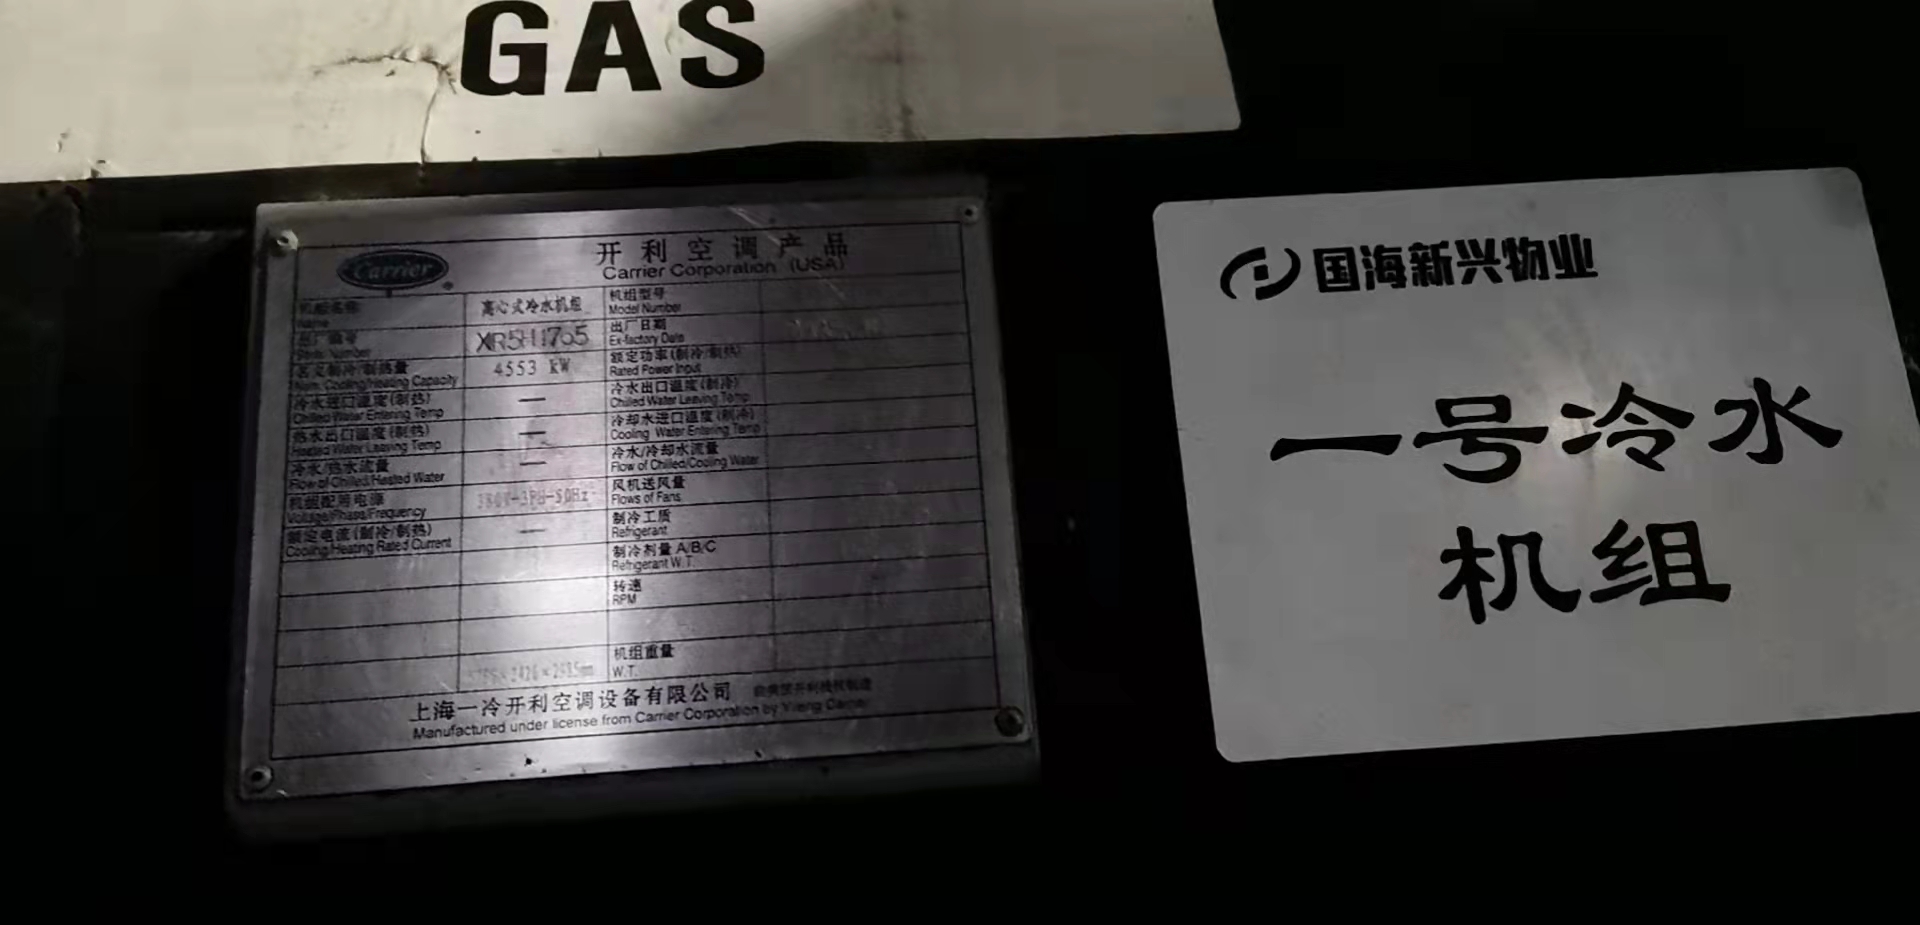 GAS
Carrier
开利空调产品
Carrier Corporation (USA)
机组名称 离心式冷水机组 机组型号
Name Model Number
出厂编号 出厂日期
Serial Number Ex-factory Date
名义制冷/制热量 4553 kW 额定功率(制冷/制热)
Nom. Cooling/Heating Capacity Rated Power Input
冷水进口温度(制热) — 冷水出口温度(制冷)
Chilled Water Entering Temp Chilled Water Leaving Temp
热水出口温度(制热) — 冷却水进口温度(制冷)
Heated Water Leaving Temp Cooling Water Entering Temp
冷水/热水流量 — 冷水/冷却水流量
Flow of Chilled/Heated Water Flow of Chilled/Cooling Water
机组配用电源 380V-3PH-50Hz 风机送风量
Voltage/Phase/Frequency Flows of Fans
额定电流(制冷/制热) — 制冷工质
Cooling/Heating Rated Current Refrigerant
制冷剂量 A/B/C
Refrigerant W.T.
转速
RPM
机组重量
W.T.
上海一冷开利空调设备有限公司
Manufactured under license from Carrier Corporation by Yileng Carrier
国海新兴物业
一号冷水
机组